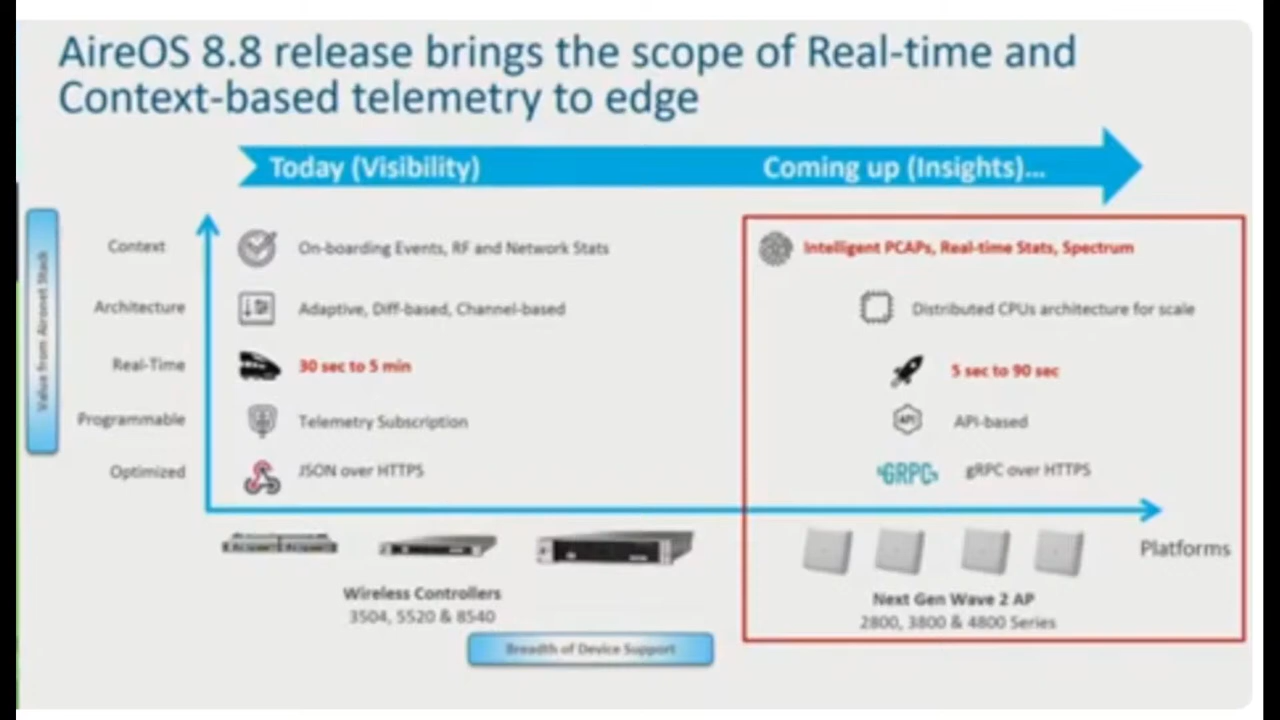 AireOS 8.8 release brings the scope of Real-time and
Context-based telemetry to edge
Today (Visibility)
Coming up (Insights)...
Value from Aironet Stack
Context
On-boarding Events, RF and Network Stats
Intelligent PCAPs, Real-time Stats, Spectrum
Architecture
Adaptive, Diff-based, Channel-based
Distributed CPUs architecture for scale
Real-Time
30 sec to 5 min
5 sec to 90 sec
Programmable
Telemetry Subscription
API
API-based
Optimized
JSON over HTTPS
GRPC
gRPC over HTTPS
Platforms
Wireless Controllers
3504, 5520 & 8540
Next Gen Wave 2 AP
2800, 3800 & 4800 Series
Breadth of Device Support